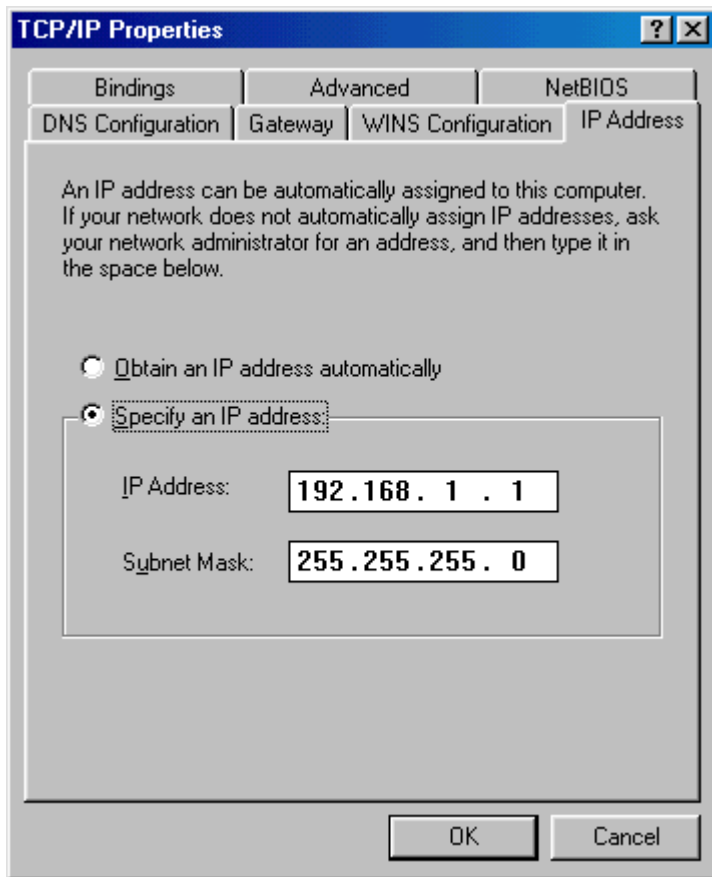 TCP/IP Properties
Bindings Advanced NetBIOS
DNS Configuration Gateway WINS Configuration IP Address
An IP address can be automatically assigned to this computer.
If your network does not automatically assign IP addresses, ask
your network administrator for an address, and then type it in
the space below.
Obtain an IP address automatically
Specify an IP address:
IP Address: 192.168. 1 . 1
Subnet Mask: 255.255.255. 0
OK Cancel